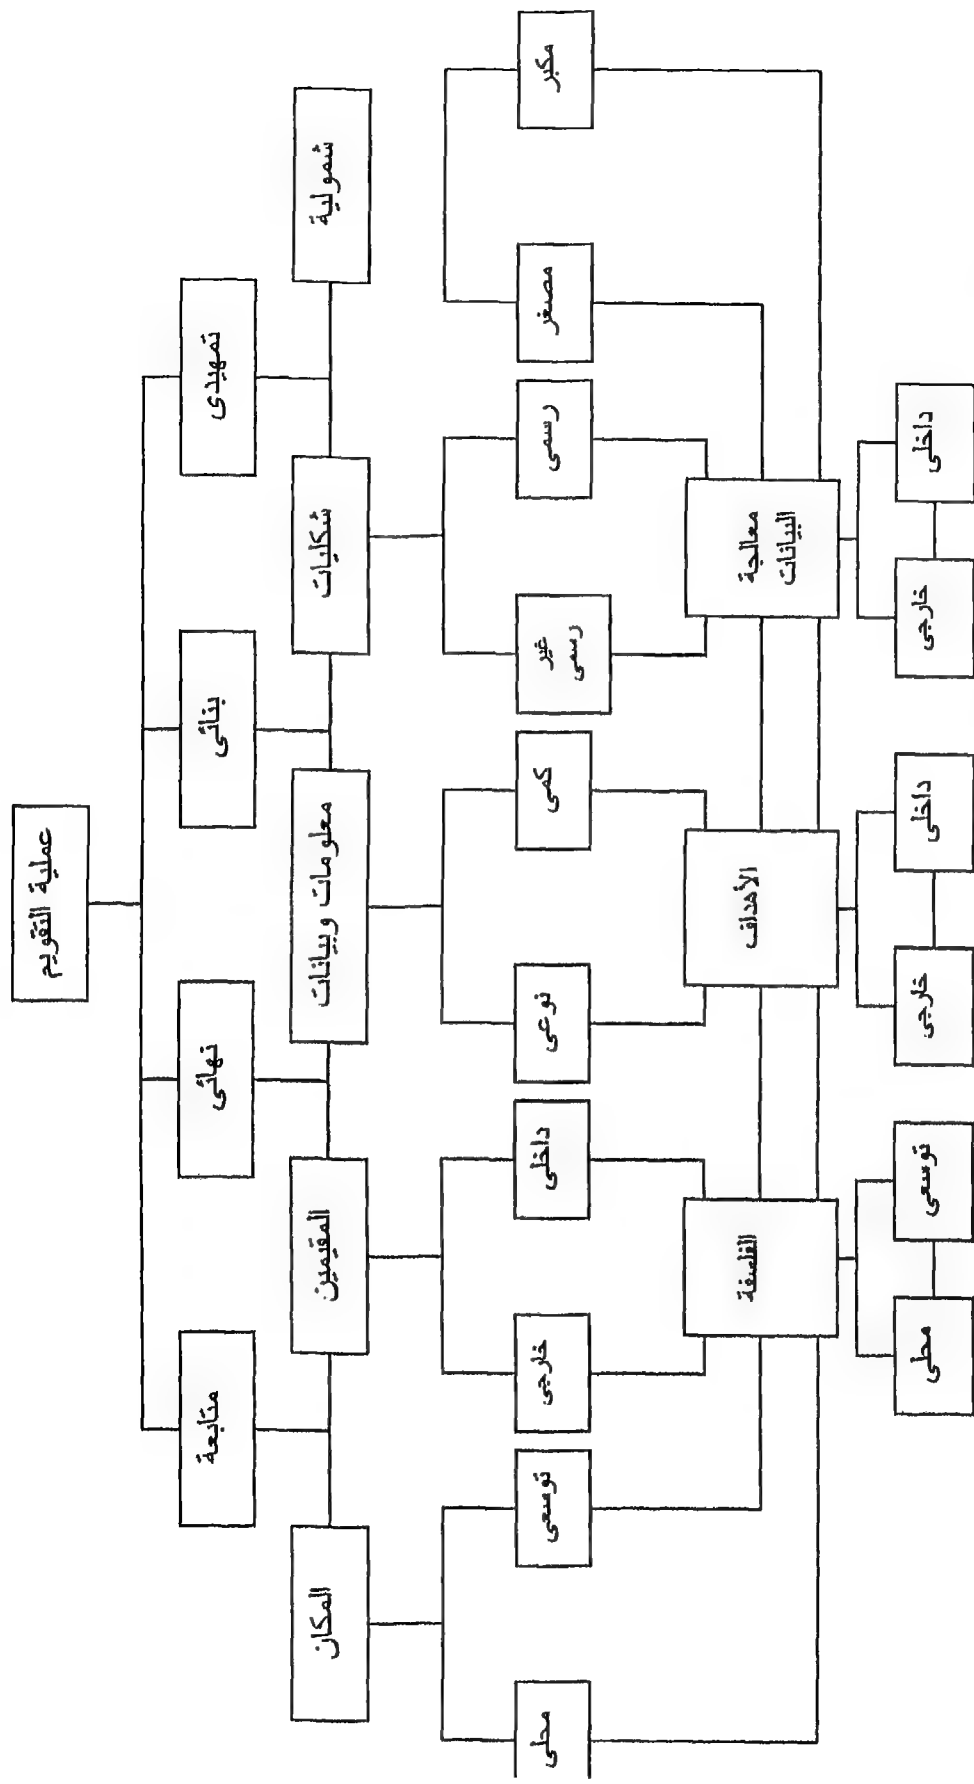 عملية التقويم
تمهيدى
بنائى
نهائى
متابعة
شمولية
شكليات
معلومات وبيانات
المقيمين
المكان
مكبر
مصغر
رسمى
غير
رسمى
كمى
نوعى
داخلى
خارجى
توسعى
محلى
معالجة
البيانات
الأهداف
الفلسفة
داخلى
خارجى
داخلى
خارجى
توسعى
محلى